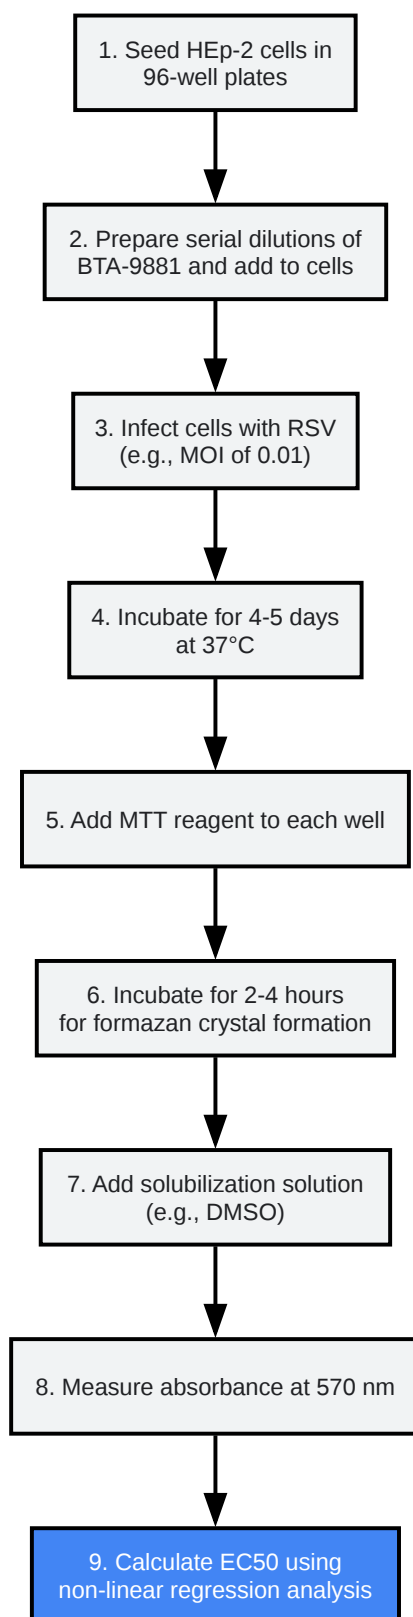 1. Seed HEp-2 cells in
96-well plates
2. Prepare serial dilutions of
BTA-9881 and add to cells
3. Infect cells with RSV
(e.g., MOI of 0.01)
4. Incubate for 4-5 days
at 37°C
5. Add MTT reagent to each well
6. Incubate for 2-4 hours
for formazan crystal formation
7. Add solubilization solution
(e.g., DMSO)
8. Measure absorbance at 570 nm
9. Calculate EC50 using
non-linear regression analysis